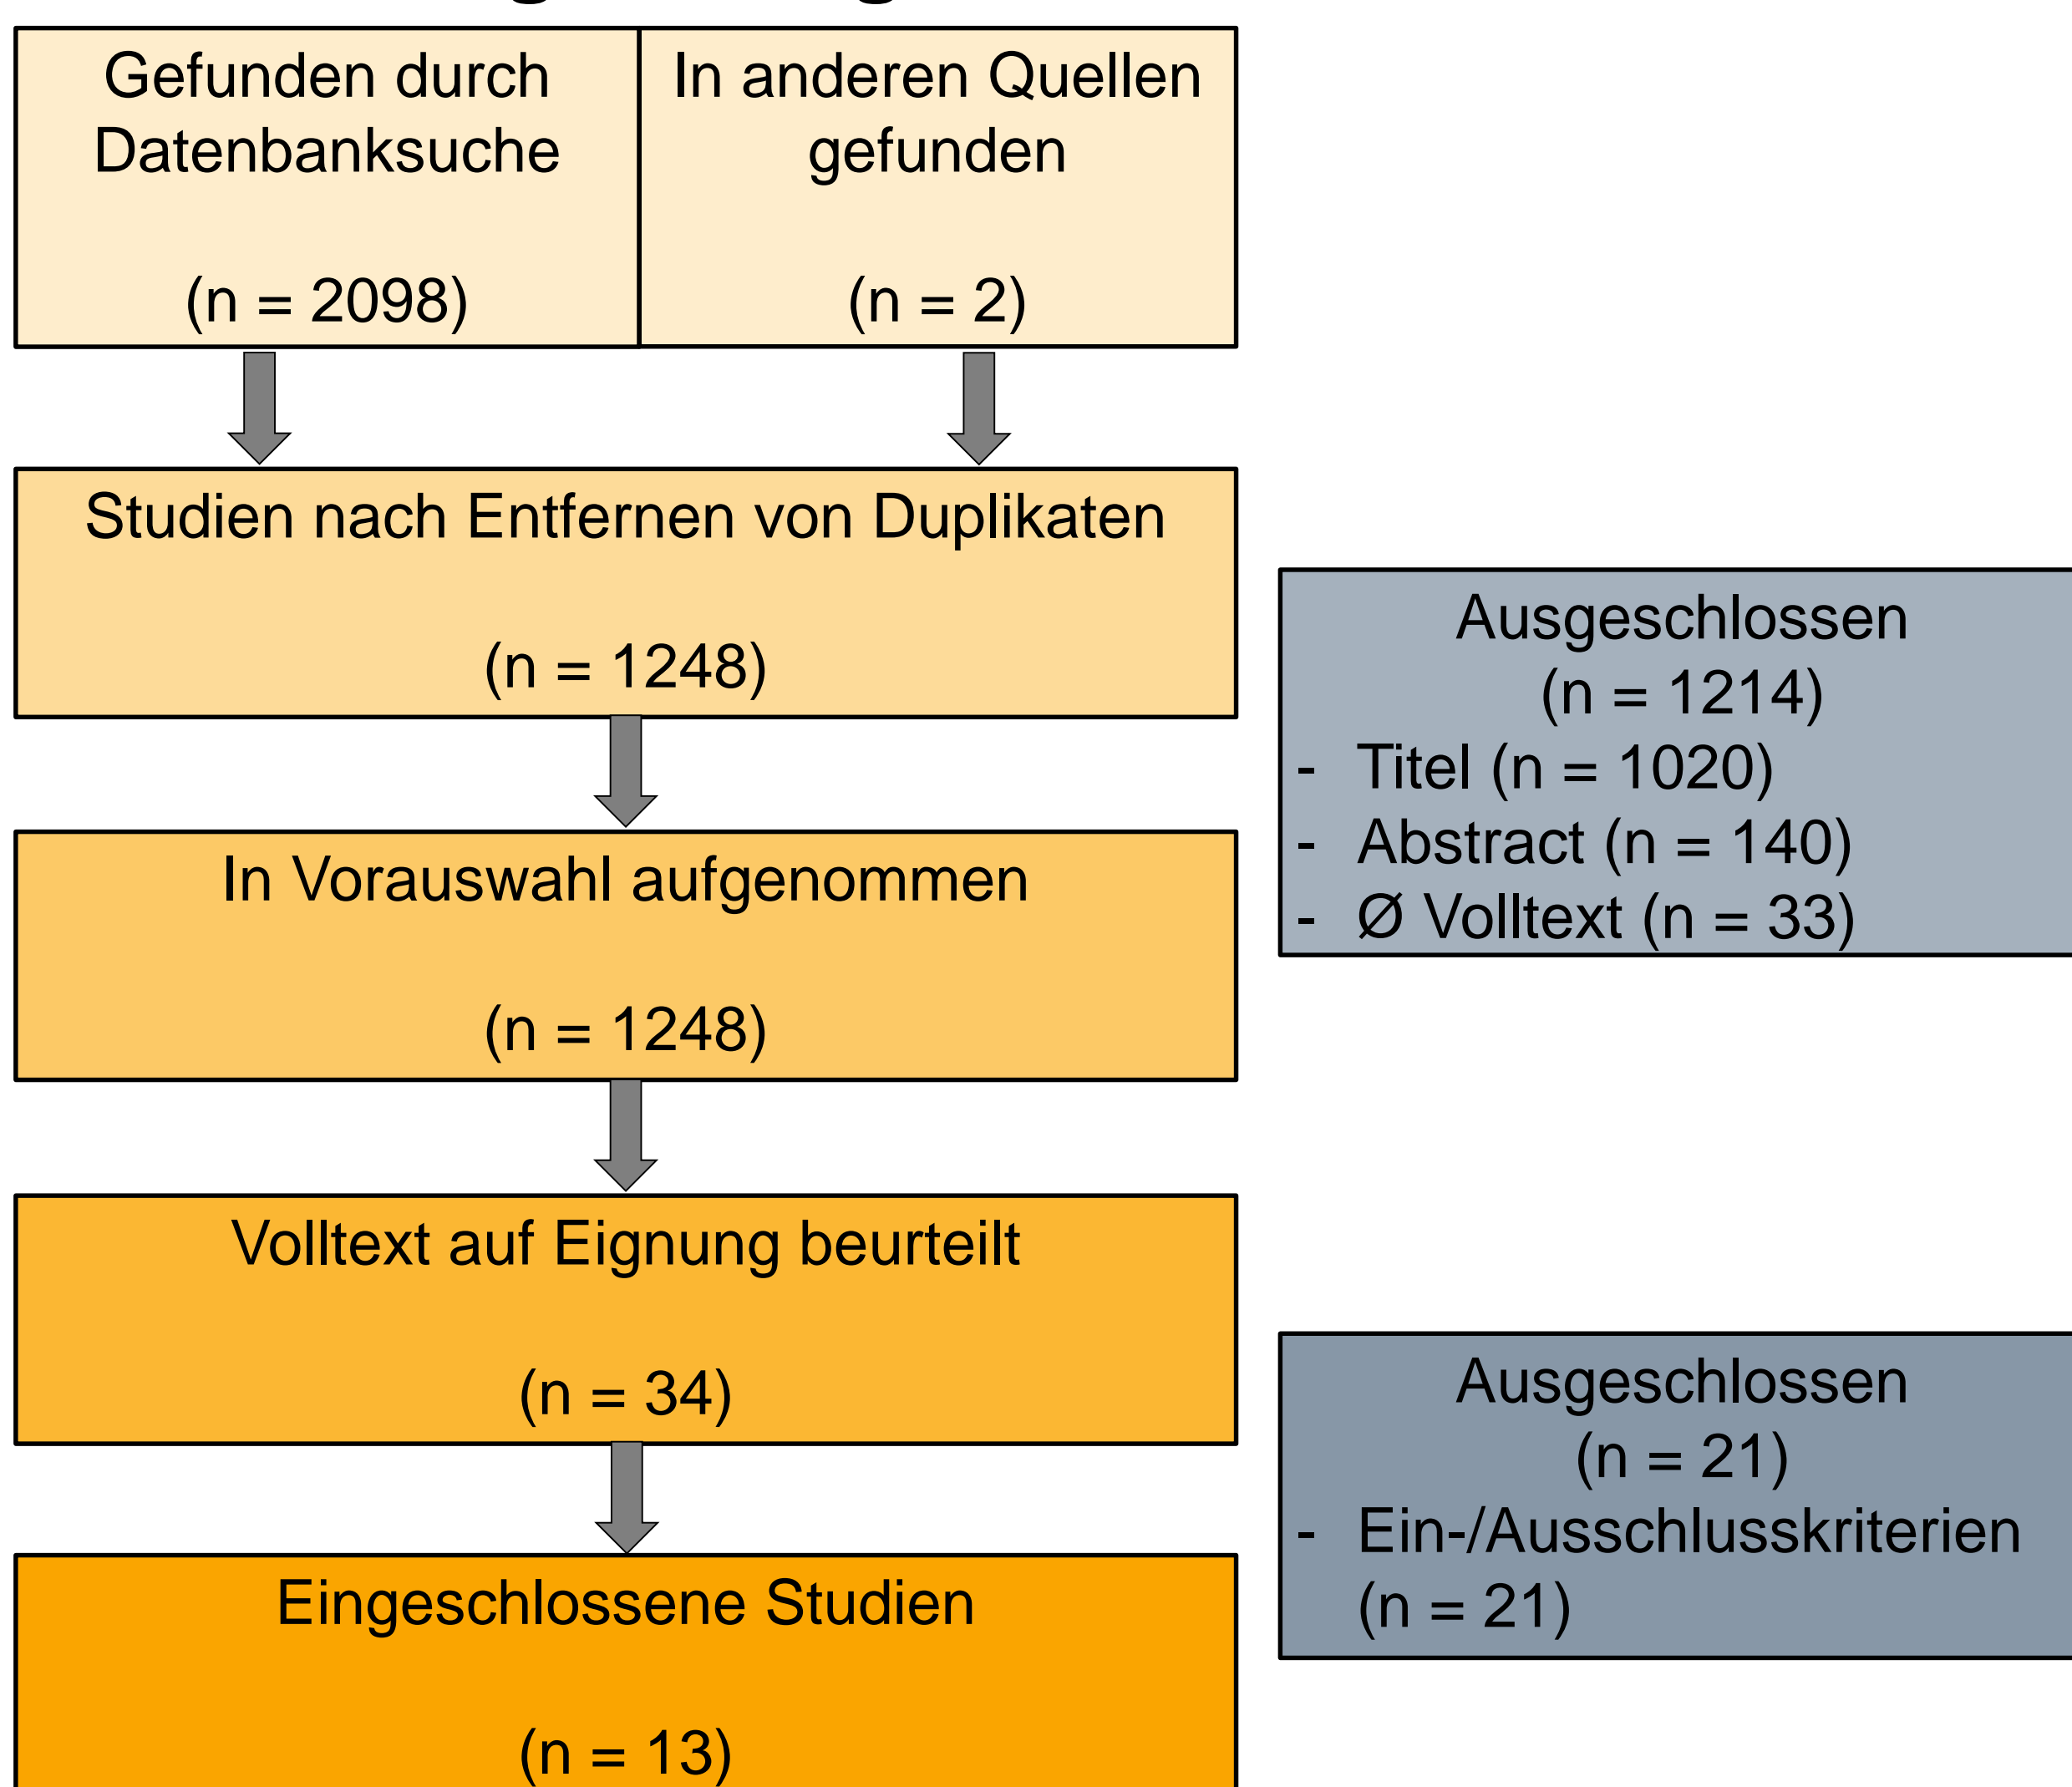 Gefunden durch
Datenbanksuche
(n = 2098)
In anderen Quellen
gefunden
(n = 2)
Studien nach Entfernen von Duplikaten
(n = 1248)
Ausgeschlossen
(n = 1214)
- Titel (n = 1020)
- Abstract (n = 140)
- Ø Volltext (n = 33)
In Vorauswahl aufgenommen
(n = 1248)
Volltext auf Eignung beurteilt
(n = 34)
Ausgeschlossen
(n = 21)
- Ein-/Ausschlusskriterien
(n = 21)
Eingeschlossene Studien
(n = 13)